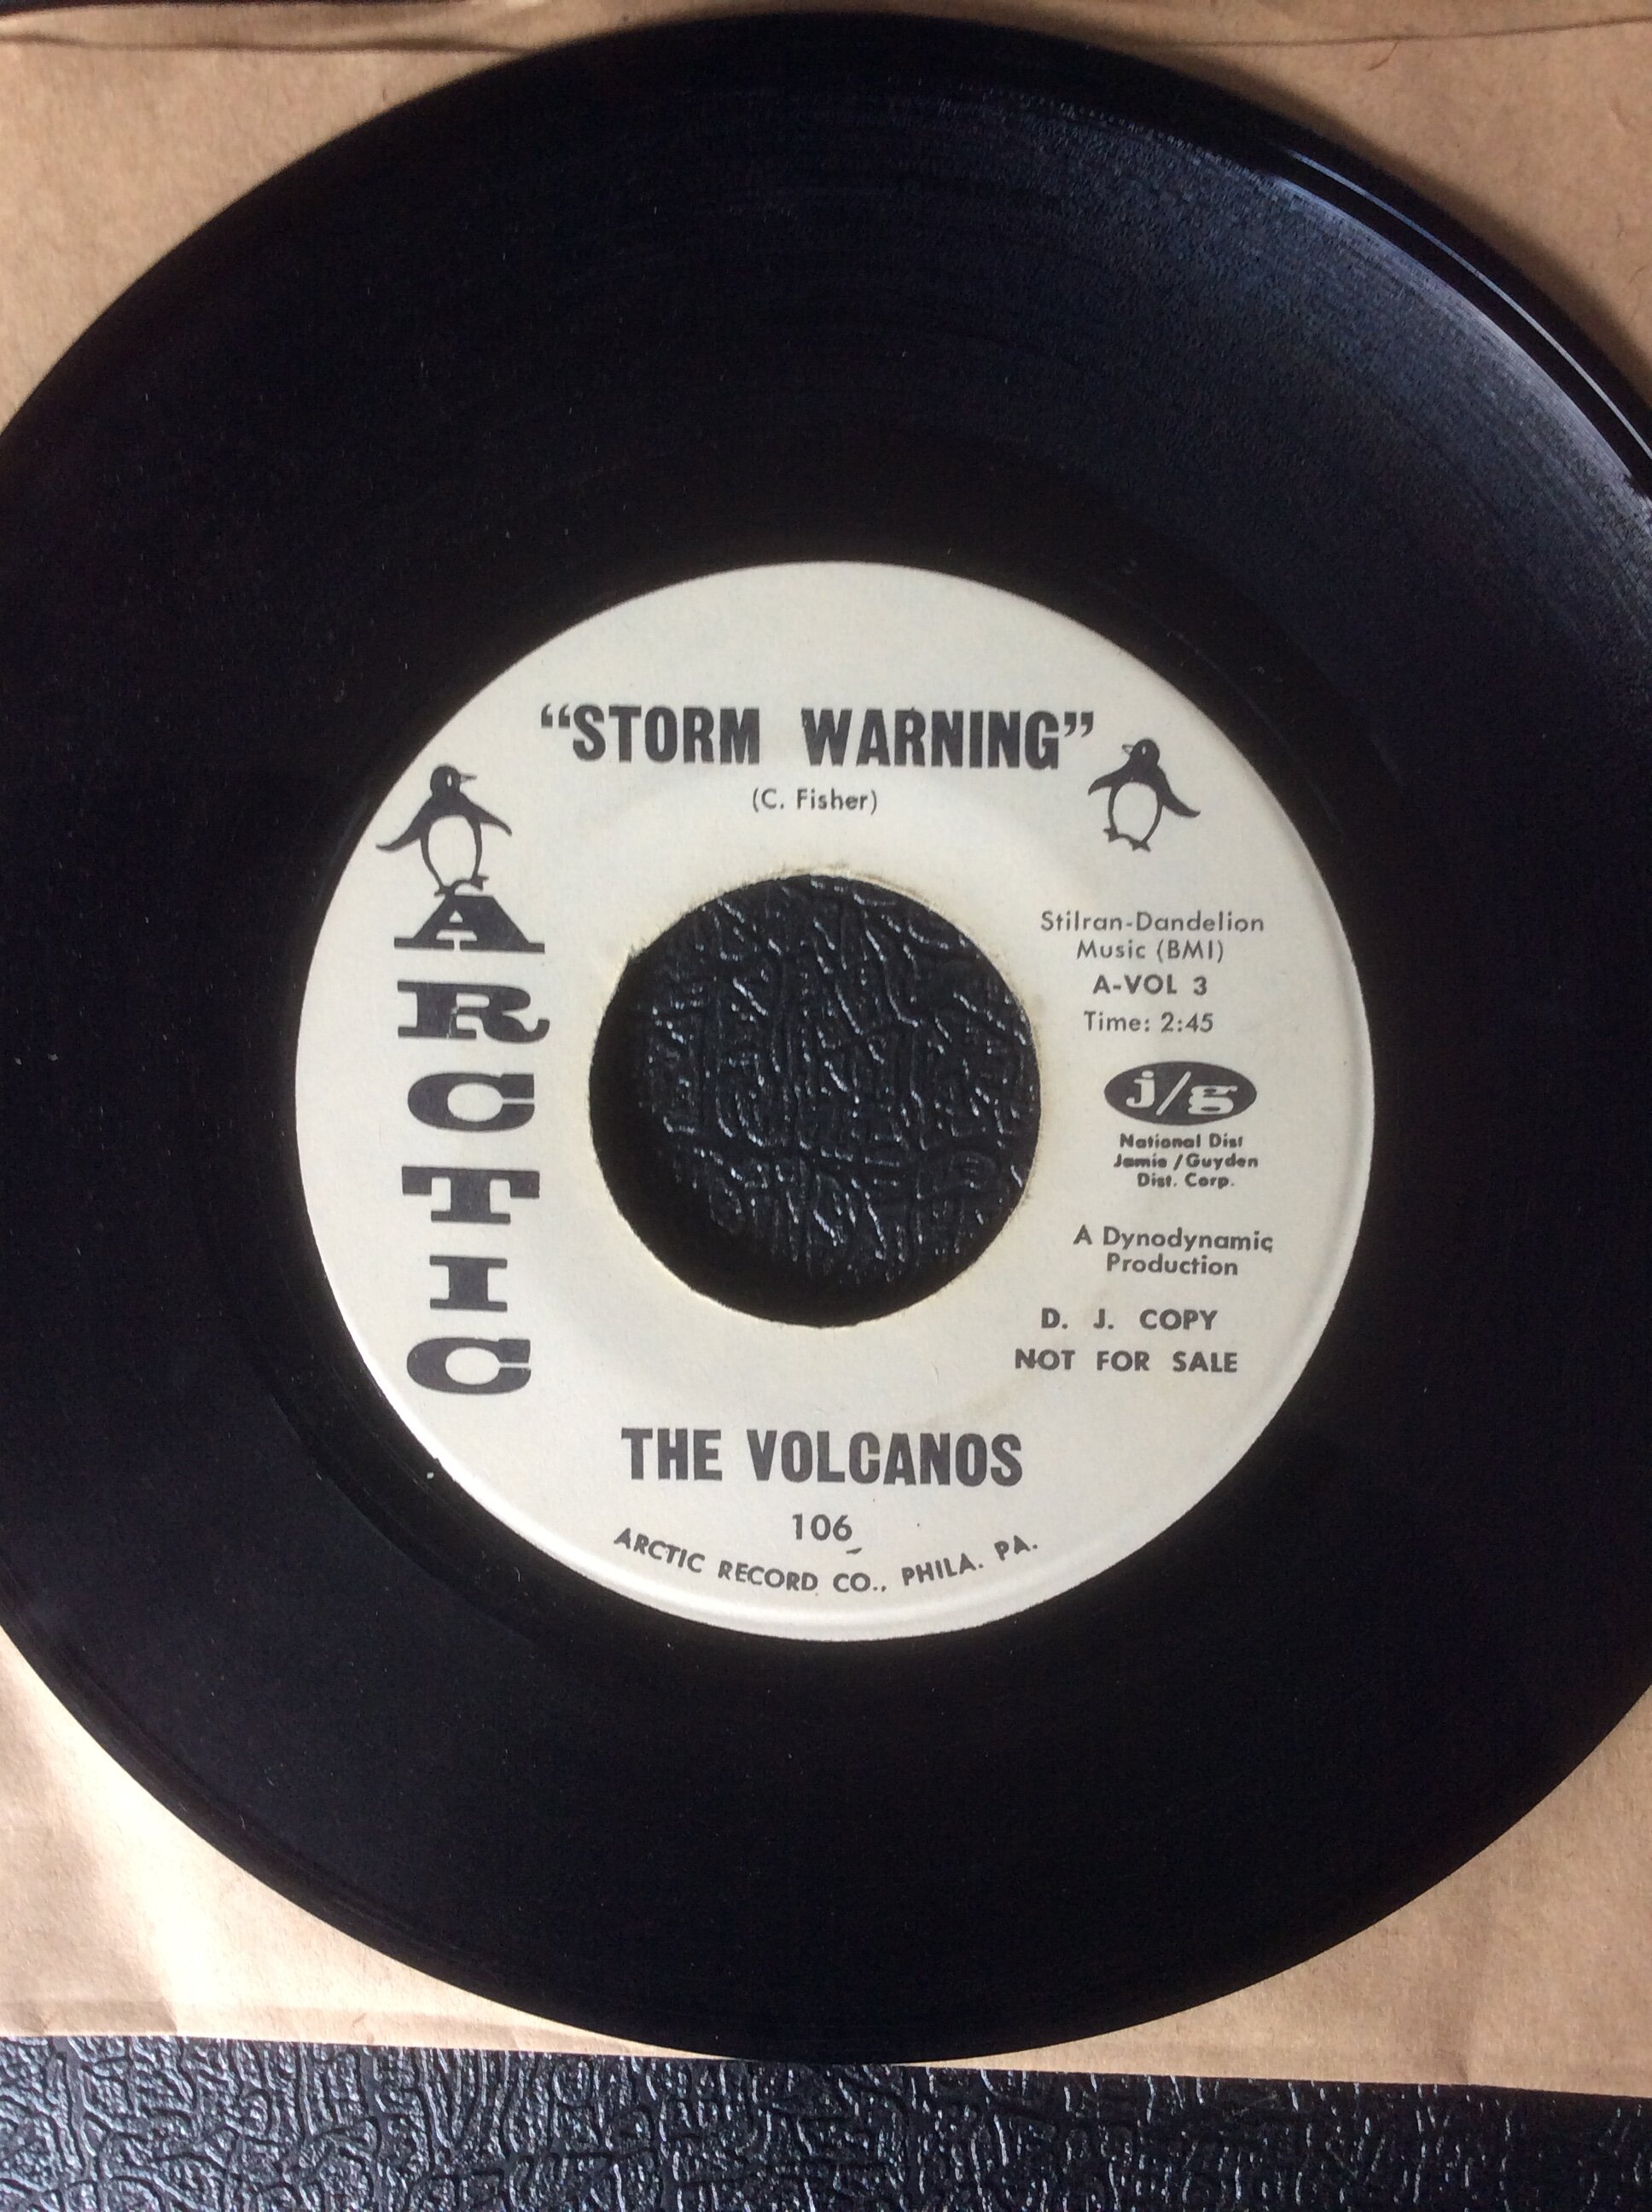 "STORM WARNING"
(C. Fisher)
ARCTIC
Stilran-Dandelion
Music (BMI)
A-VOL 3
Time: 2:45
j/g
National Dist
Jamie/Guyden
Dist. Corp.
A Dynodynamic
Production
D. J. COPY
NOT FOR SALE
THE VOLCANOS
106
ARCTIC RECORD CO., PHILA. PA.